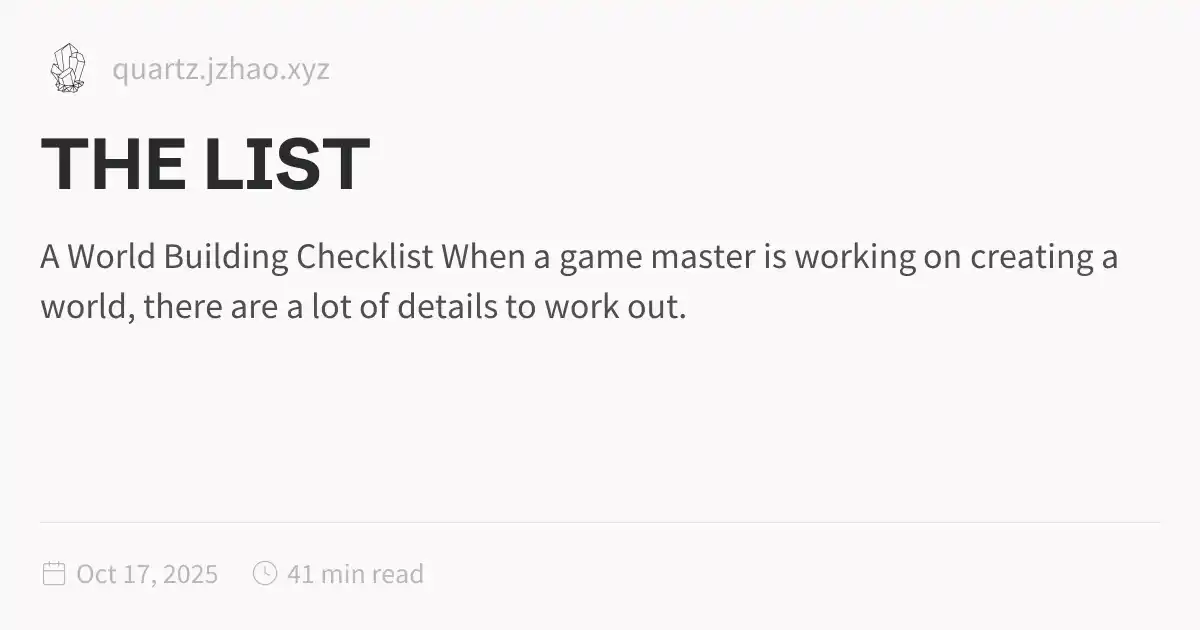 quartz.jzhao.xyz
THE LIST
A World Building Checklist When a game master is working on creating a
world, there are a lot of details to work out.
Oct 17, 2025 41 min read